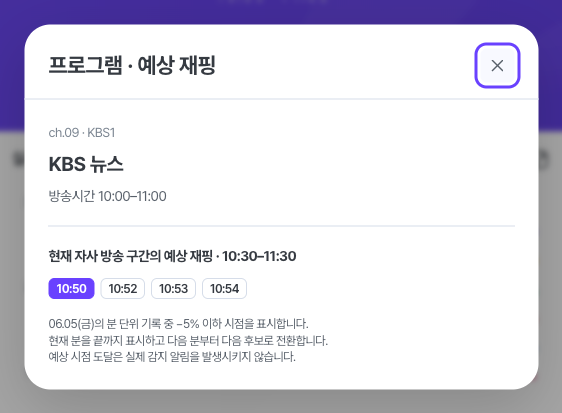 프로그램 · 예상 재핑
ch.09 · KBS1
KBS 뉴스
방송시간 10:00–11:00
현재 자사 방송 구간의 예상 재핑 · 10:30–11:30
10:50 10:52 10:53 10:54
06.05(금)의 분 단위 기록 중 −5% 이하 시점을 표시합니다.
현재 분을 끝까지 표시하고 다음 분부터 다음 후보로 전환합니다.
예상 시점 도달은 실제 감지 알림을 발생시키지 않습니다.